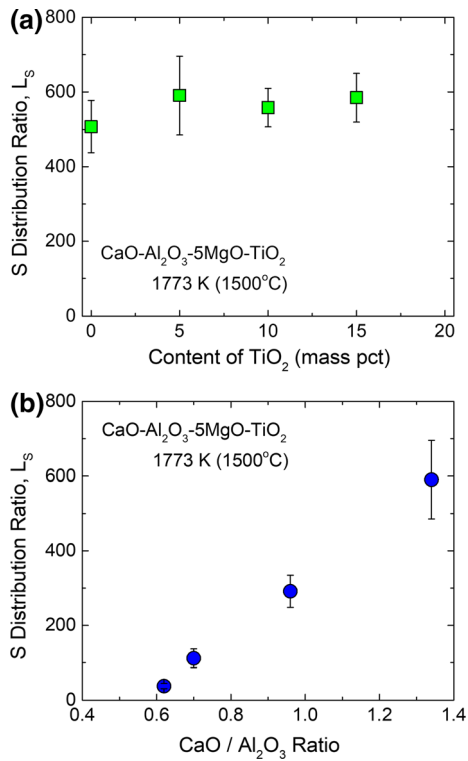 (a)
800
600
400
200
0
S Distribution Ratio, L_S
CaO-Al₂O₃-5MgO-TiO₂
1773 K (1500°C)
0 5 10 15 20
Content of TiO₂ (mass pct)
(b)
800
600
400
200
0
S Distribution Ratio, L_S
CaO-Al₂O₃-5MgO-TiO₂
1773 K (1500°C)
0.4 0.6 0.8 1.0 1.2 1.4
CaO / Al₂O₃ Ratio